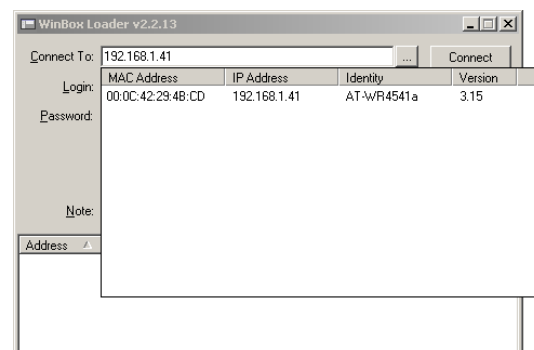 WinBox Loader v2.2.13
Connect To: 192.168.1.41 ... Connect
MAC Address IP Address Identity Version
00:0C:42:29:4B:CD 192.168.1.41 AT-WR4541a 3.15
Login:
Password:
Note:
Address